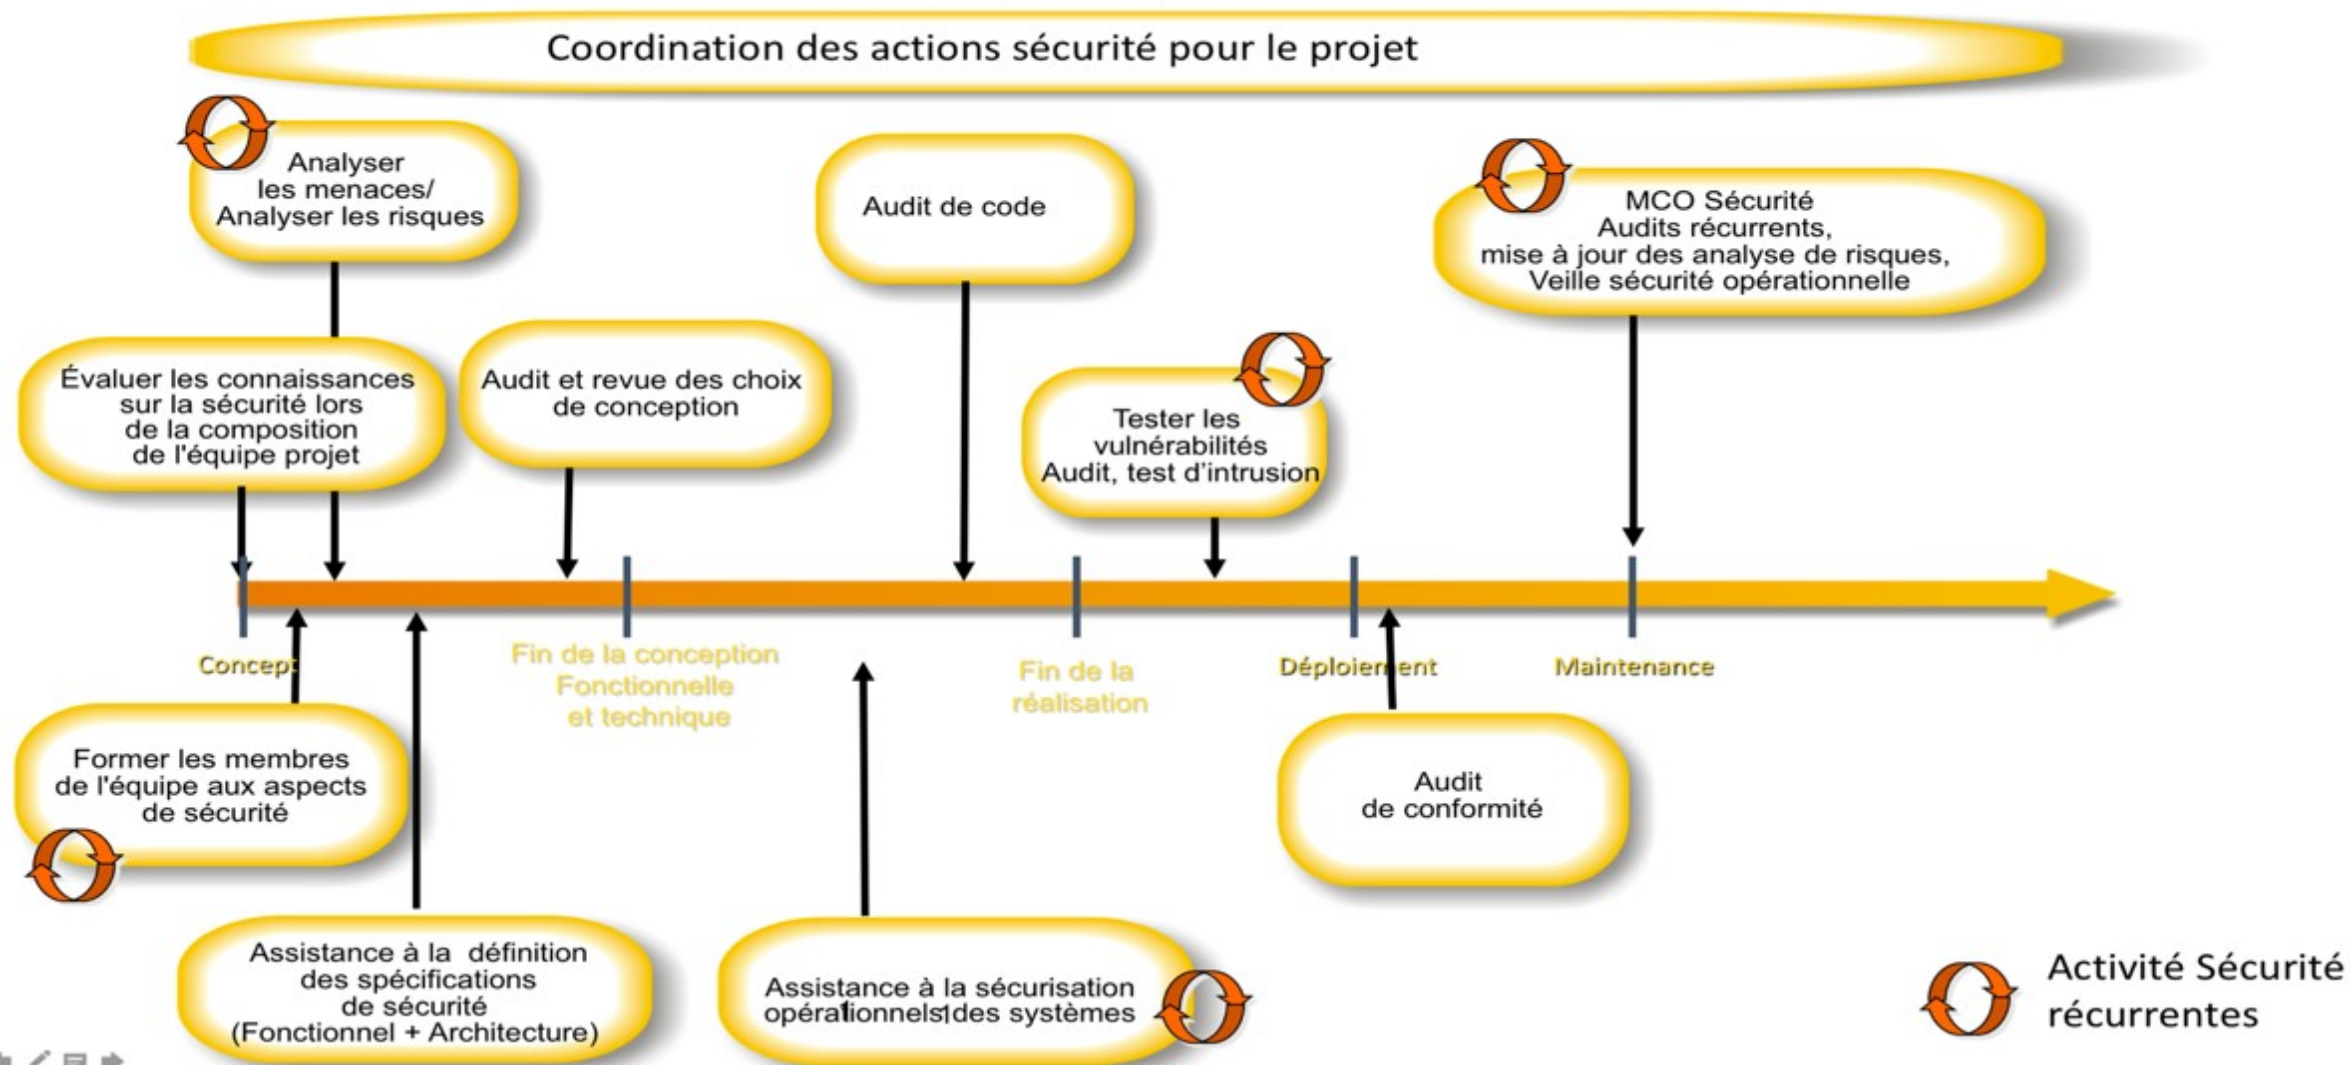 Coordination des actions sécurité pour le projet
Analyser
les menaces/
Analyser les risques
Audit de code
MCO Sécurité
Audits récurrents,
mise à jour des analyse de risques,
Veille sécurité opérationnelle
Évaluer les connaissances
sur la sécurité lors
de la composition
de l'équipe projet
Audit et revue des choix
de conception
Tester les
vulnérabilités
Audit, test d'intrusion
Concept
Fin de la conception
Fonctionnelle
et technique
Fin de la
réalisation
Déploiement
Maintenance
Former les membres
de l'équipe aux aspects
de sécurité
Audit
de conformité
Assistance à la définition
des spécifications
de sécurité
(Fonctionnel + Architecture)
Assistance à la sécurisation
opérationnels des systèmes
Activité Sécurité
récurrentes